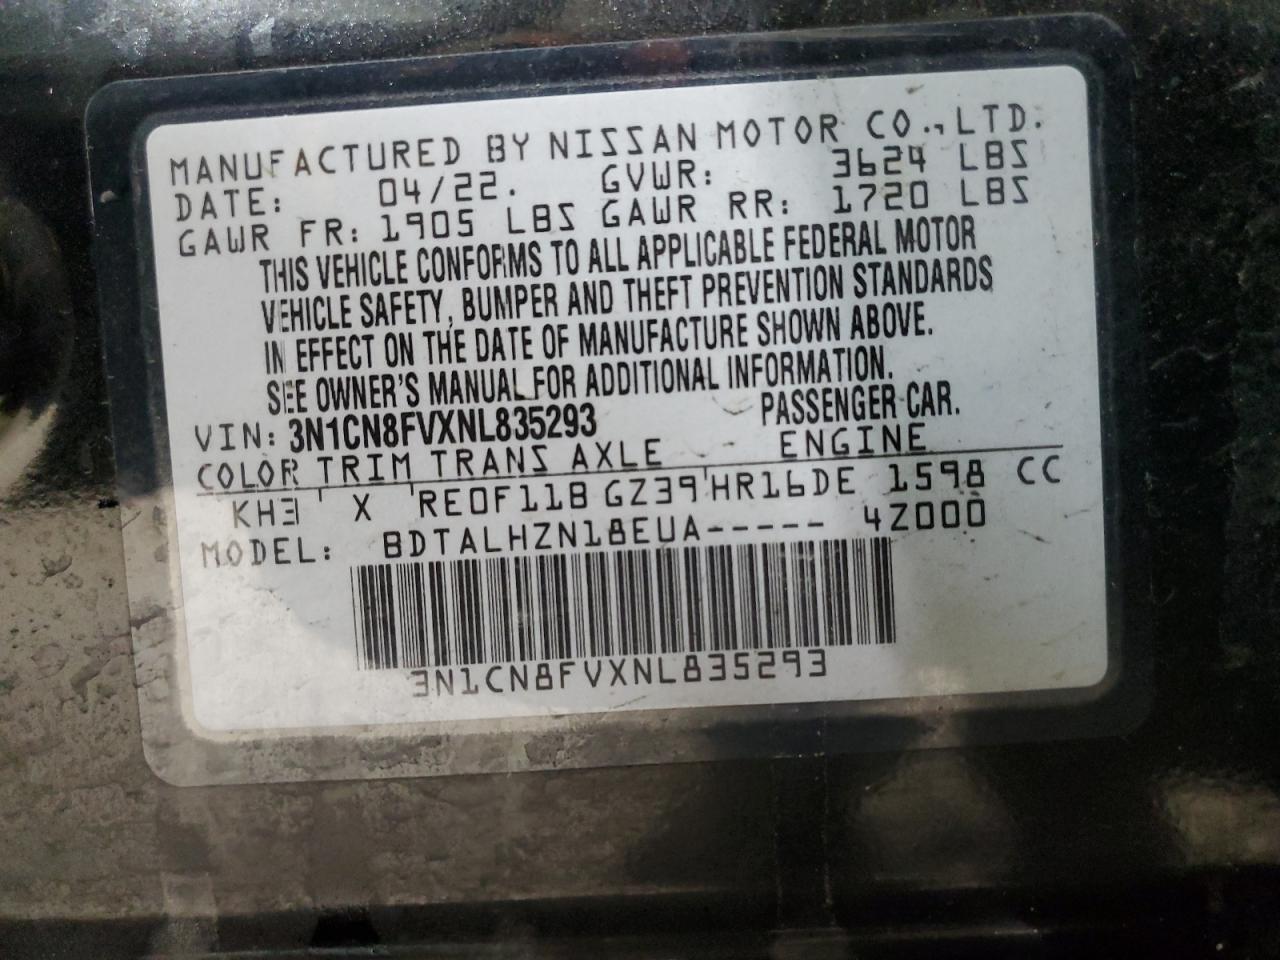 MANUFACTURED BY NISSAN MOTOR CO.,LTD.
DATE: 04/22. GVWR: 3624 LBS
GAWR FR: 1905 LBS GAWR RR: 1720 LBS
THIS VEHICLE CONFORMS TO ALL APPLICABLE FEDERAL MOTOR
VEHICLE SAFETY, BUMPER AND THEFT PREVENTION STANDARDS
IN EFFECT ON THE DATE OF MANUFACTURE SHOWN ABOVE.
SEE OWNER'S MANUAL FOR ADDITIONAL INFORMATION.
VIN: 3N1CN8FVXNL835293 PASSENGER CAR.
COLOR TRIM TRANS AXLE ENGINE
KH3 X RE0F11B GZ39 HR16DE 1598 CC
MODEL: BDTALHZN18EUA----- 4Z000
3N1CN8FVXNL835293